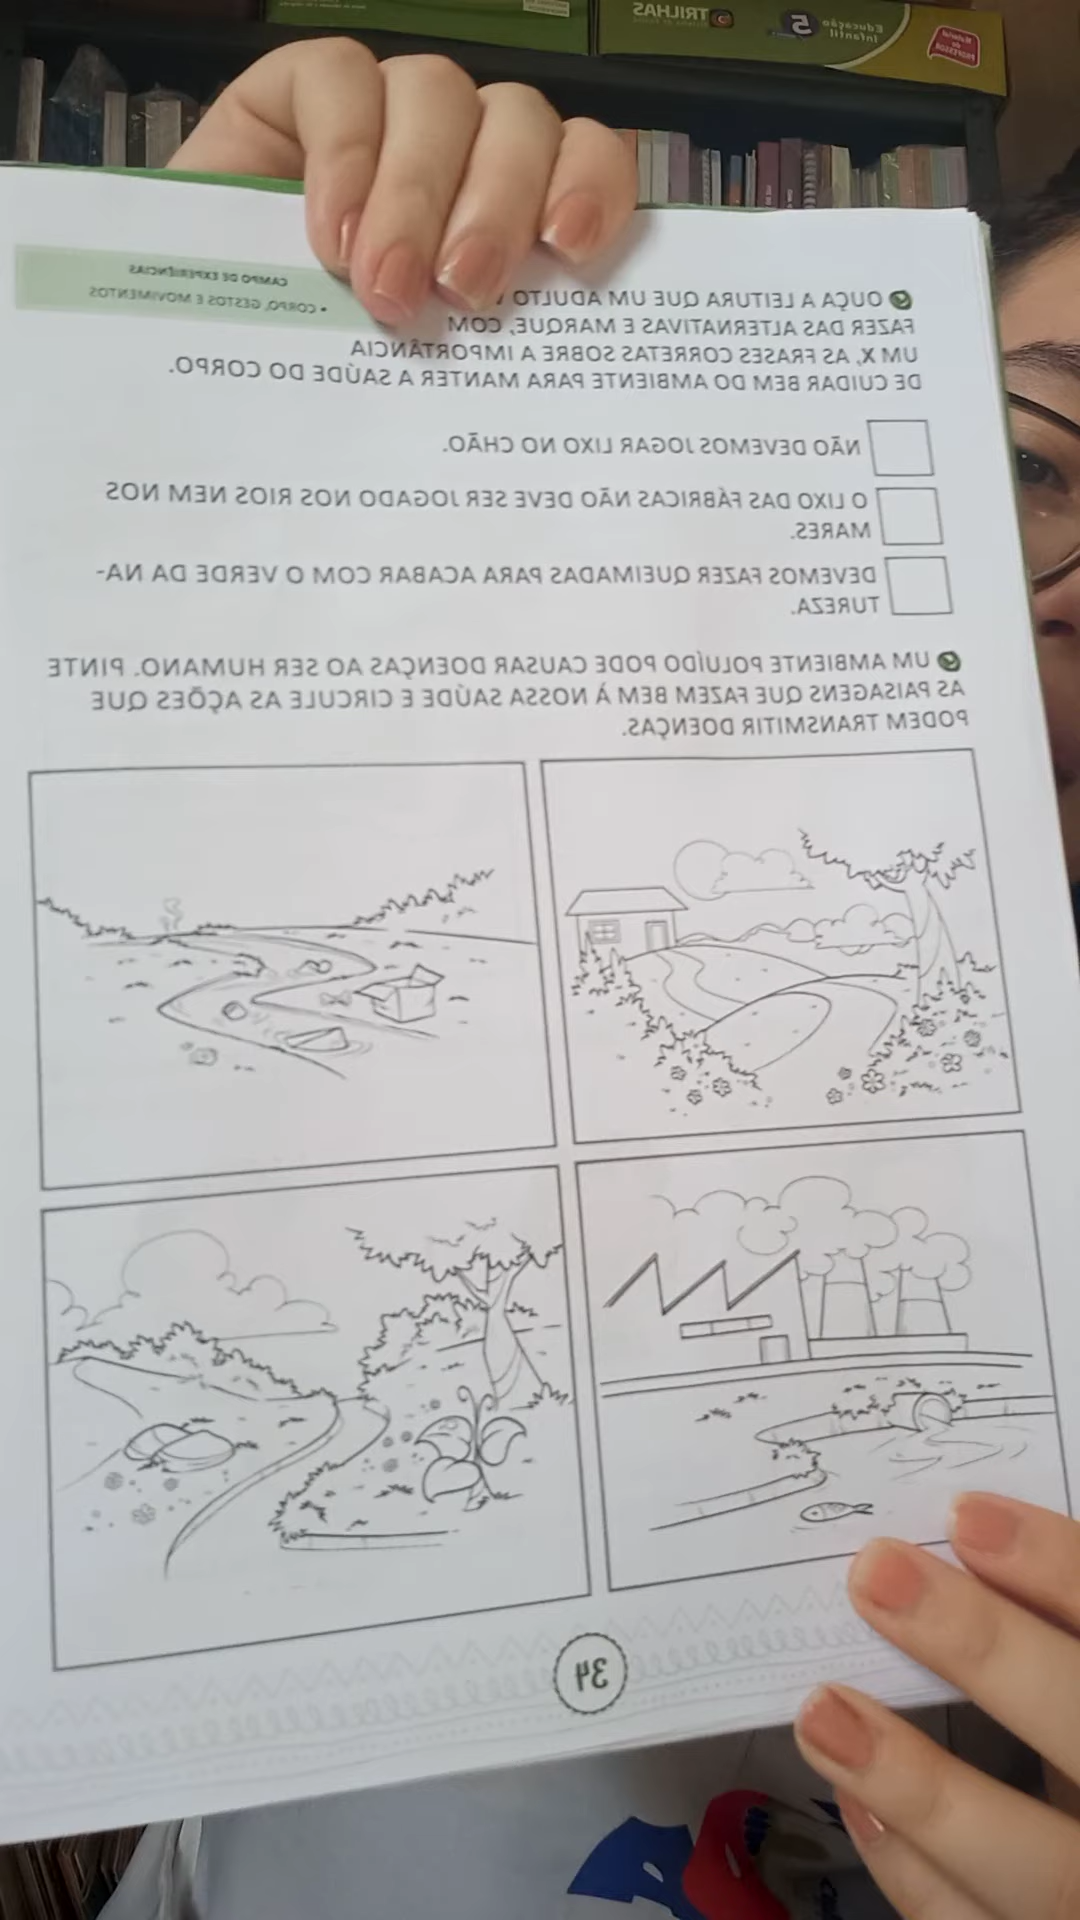 TRILHAS
Educação
Infantil 5
Material
do
PROFESSOR
CAMPO DE EXPERIÊNCIAS
• CORPO, GESTOS E MOVIMENTOS
OUÇA A LEITURA QUE UM ADULTO
FAZER DAS ALTERNATIVAS E MARQUE, COM
UM X, AS FRASES CORRETAS SOBRE A IMPORTÂNCIA
DE CUIDAR BEM DO AMBIENTE PARA MANTER A SAÚDE DO CORPO.
NÃO DEVEMOS JOGAR LIXO NO CHÃO.
O LIXO DAS FÁBRICAS NÃO DEVE SER JOGADO NOS RIOS NEM NOS
MARES.
DEVEMOS FAZER QUEIMADAS PARA ACABAR COM O VERDE DA NA-
TUREZA.
UM AMBIENTE POLUÍDO PODE CAUSAR DOENÇAS AO SER HUMANO. PINTE
AS PAISAGENS QUE FAZEM BEM À NOSSA SAÚDE E CIRCULE AS AÇÕES QUE
PODEM TRANSMITIR DOENÇAS.
34